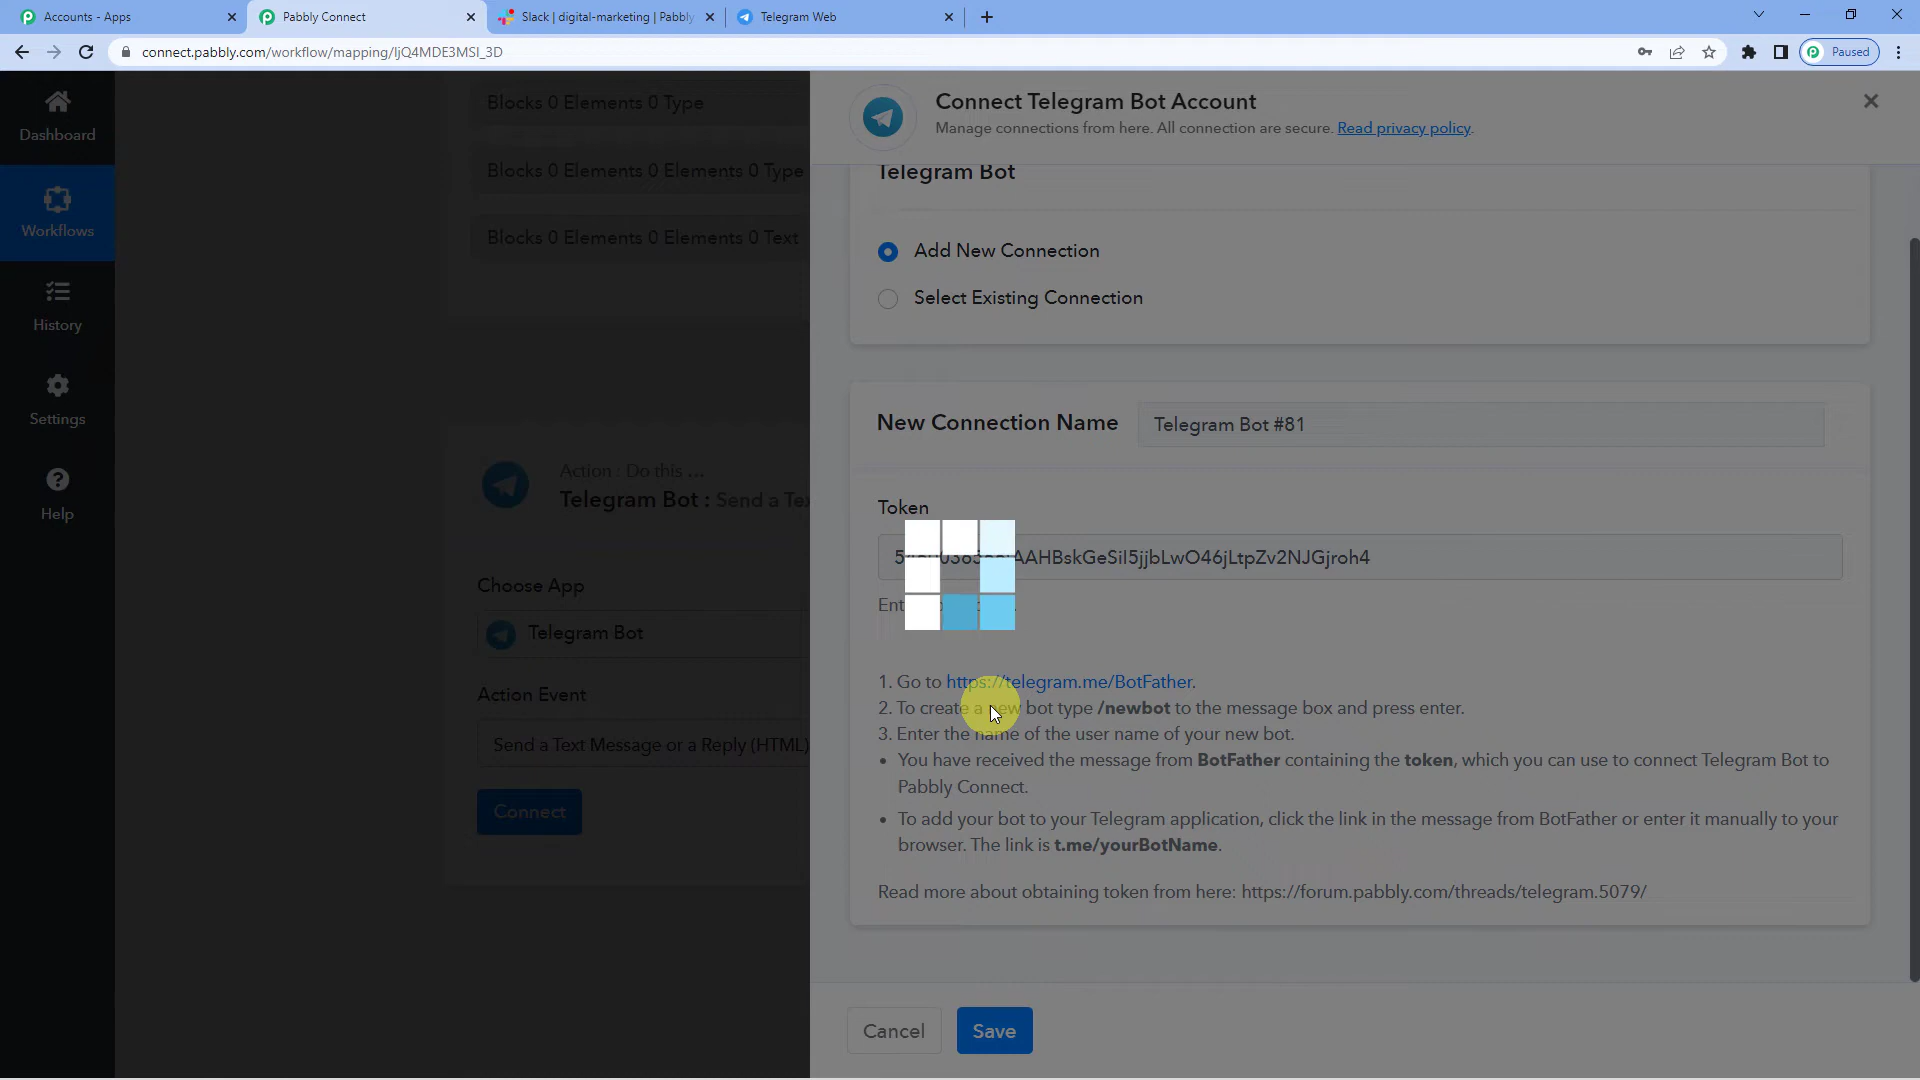 Accounts - Apps
Pabbly Connect
Slack | digital-marketing | Pabbly
Telegram Web
connect.pabbly.com/workflow/mapping/IjQ4MDE3MSI_3D
Paused
Dashboard
Workflows
History
Settings
Help
Blocks 0 Elements 0 Type
Blocks 0 Elements 0 Elements 0 Type
Blocks 0 Elements 0 Elements 0 Text
Action : Do this ...
Telegram Bot : Send a Tex
Choose App
Telegram Bot
Action Event
Send a Text Message or a Reply (HTML)
Connect
Connect Telegram Bot Account
Manage connections from here. All connection are secure. Read privacy policy.
Telegram Bot
Add New Connection
Select Existing Connection
New Connection Name
Telegram Bot #81
Token
1. Go to https://telegram.me/BotFather.
2. To create a new bot type /newbot to the message box and press enter.
3. Enter the name of the user name of your new bot.
You have received the message from BotFather containing the token, which you can use to connect Telegram Bot to
Pabbly Connect.
To add your bot to your Telegram application, click the link in the message from BotFather or enter it manually to your
browser. The link is t.me/yourBotName.
Read more about obtaining token from here: https://forum.pabbly.com/threads/telegram.5079/
Cancel
Save